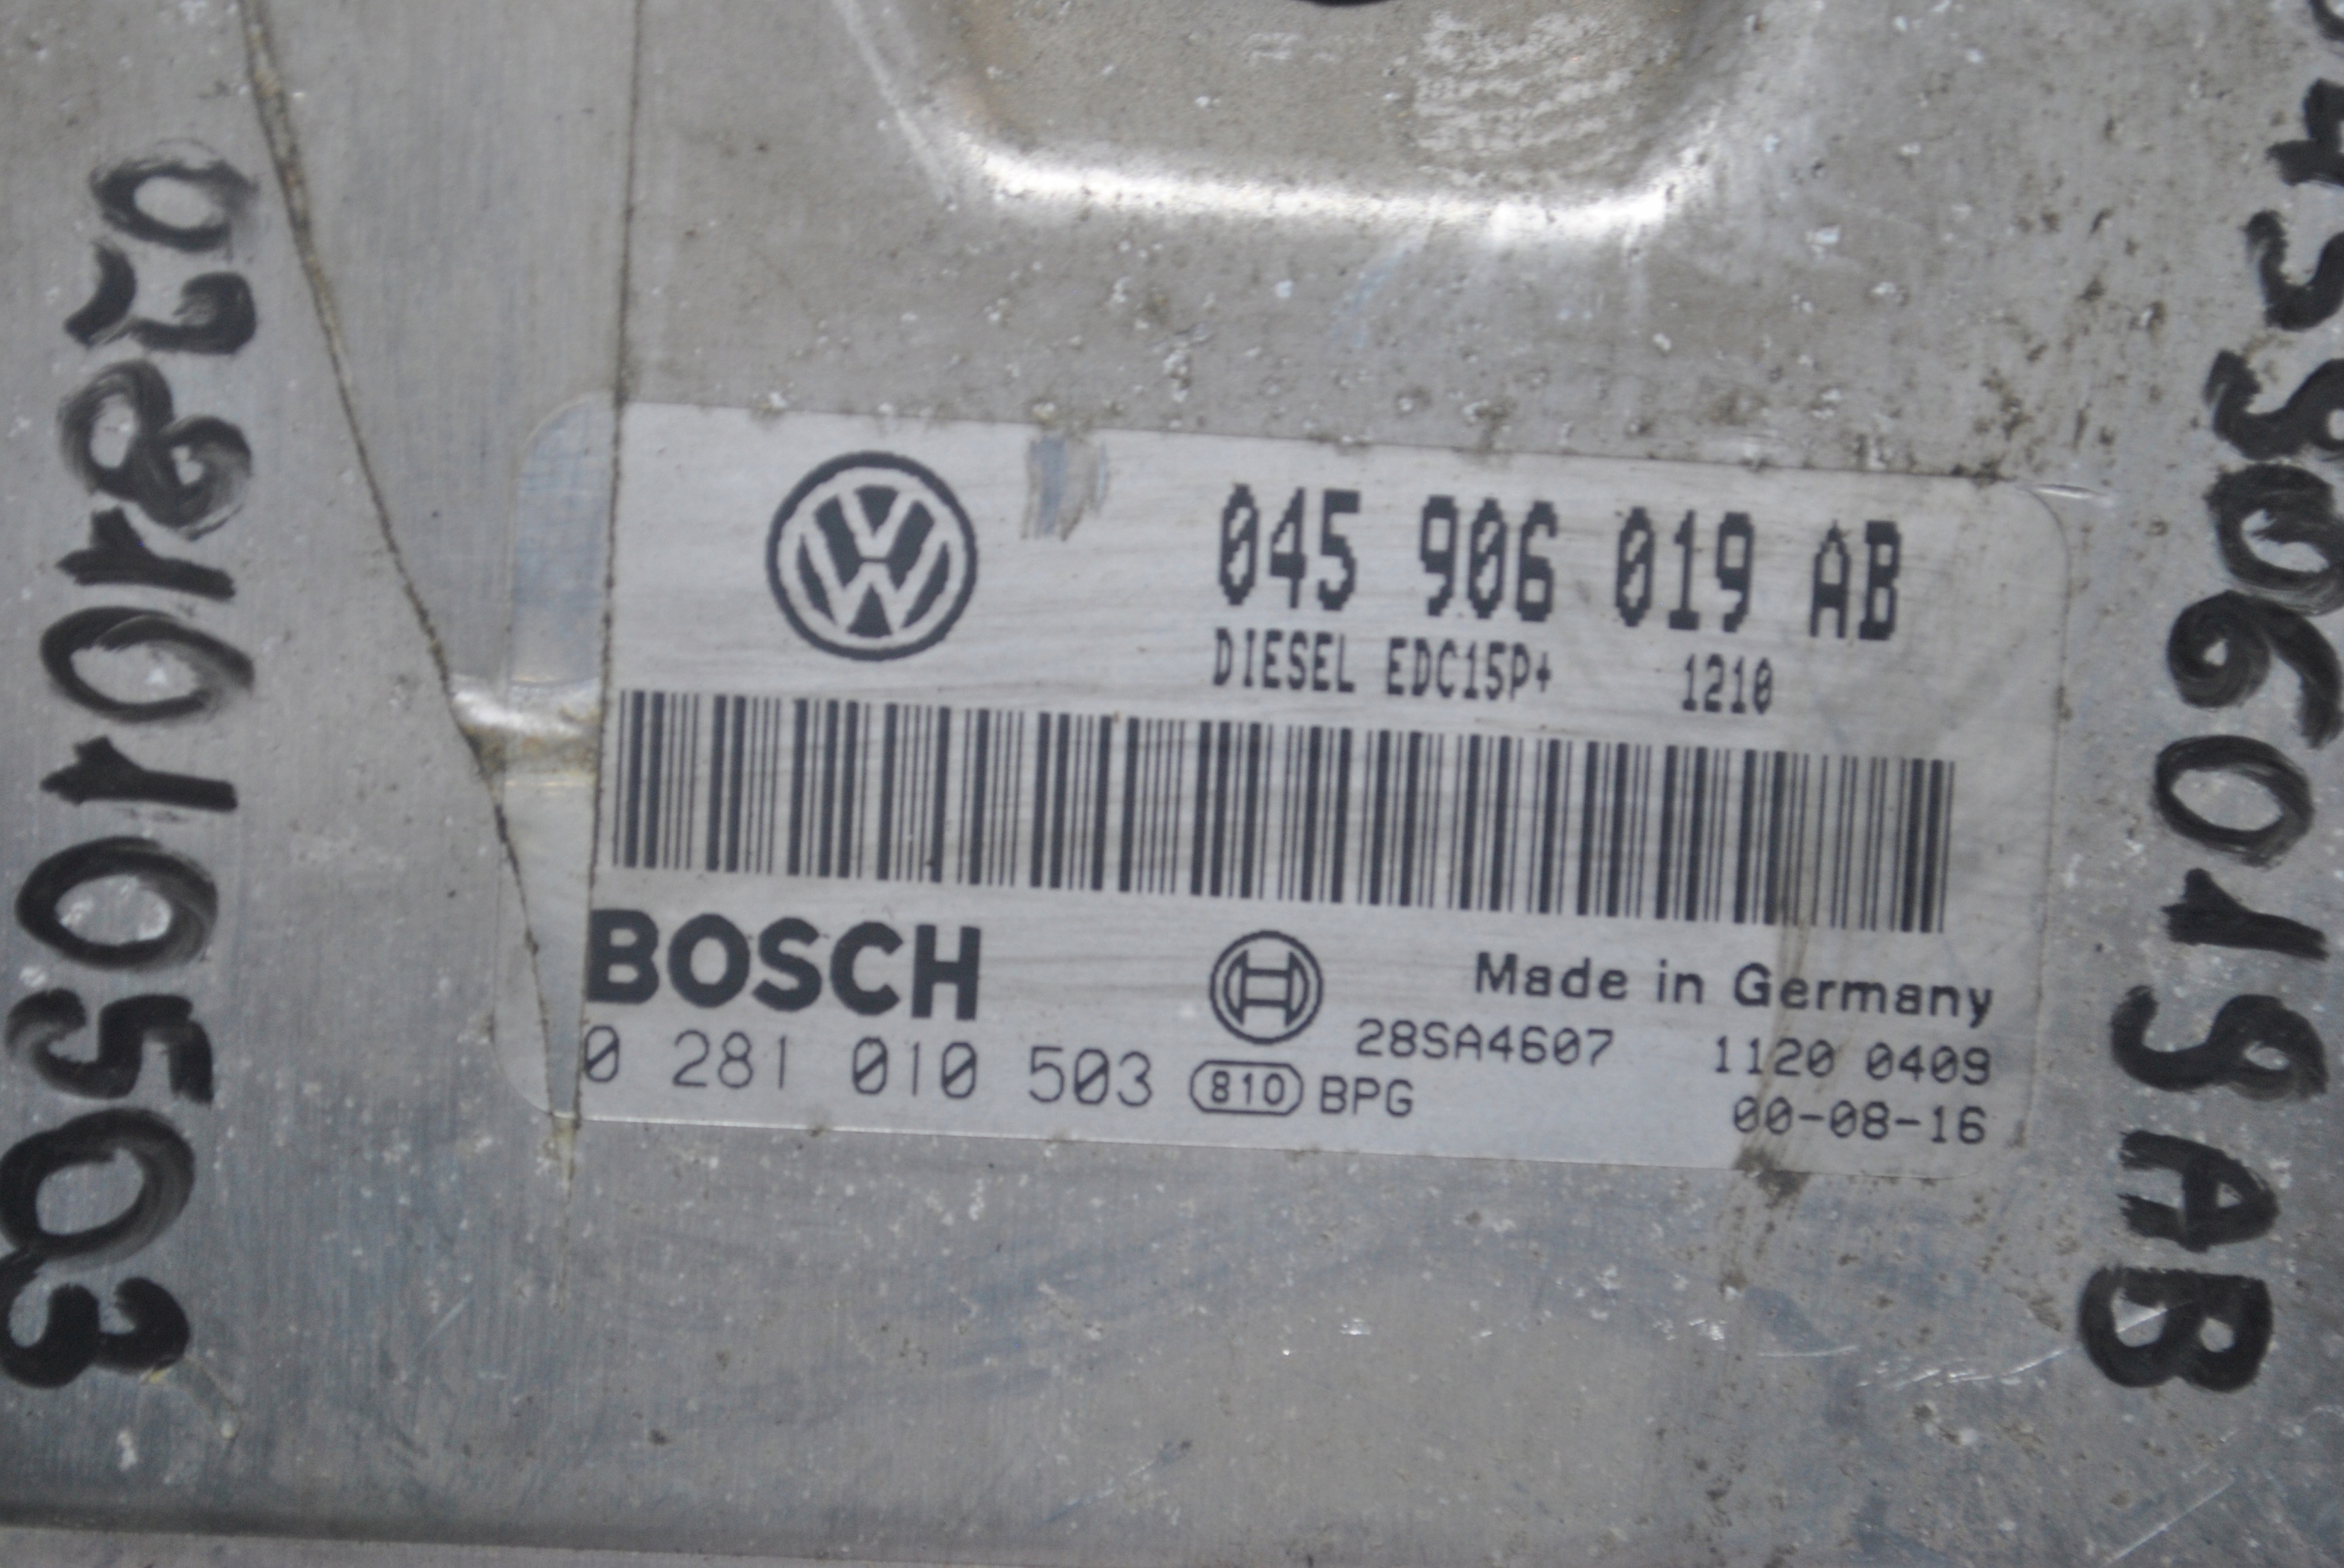 0281010503
045 906 019 AB
DIESEL EDC15P+ 1210
BOSCH
Made in Germany
28SA4607 1120 0409
0 281 010 503 810 BPG
00-08-16
045906019AB